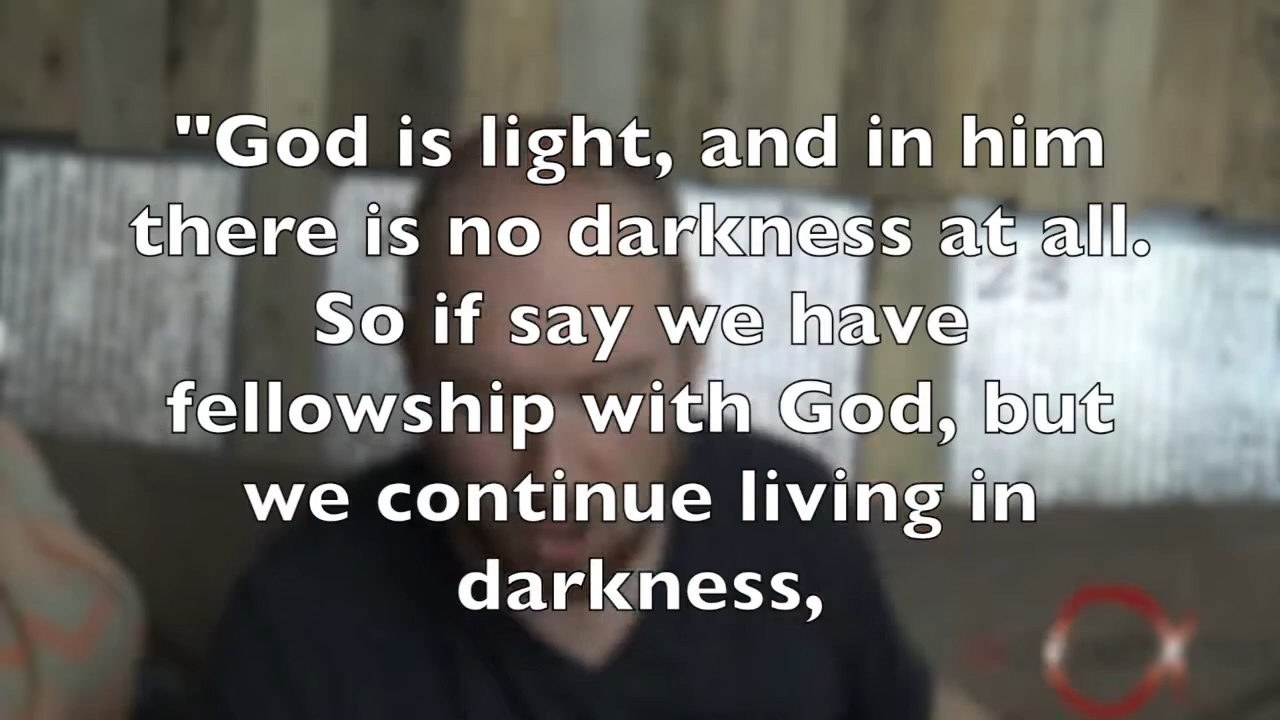 "God is light, and in him
there is no darkness at all.
So if say we have
fellowship with God, but
we continue living in
darkness,